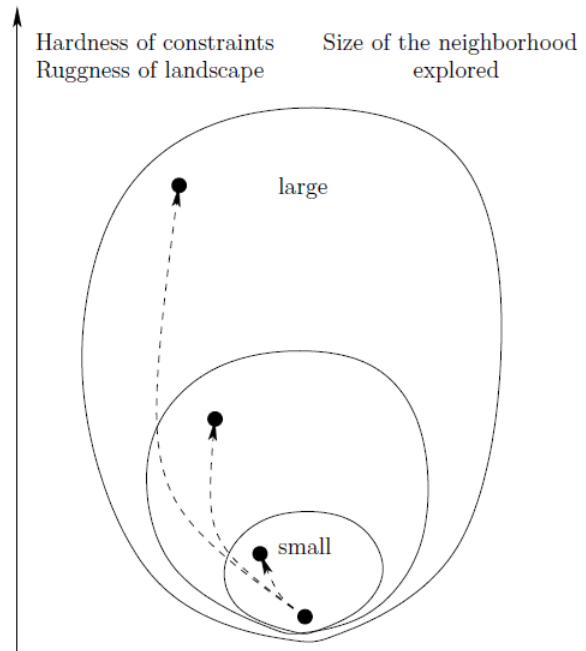 Hardness of constraints
Ruggness of landscape
Size of the neighborhood
explored
large
small